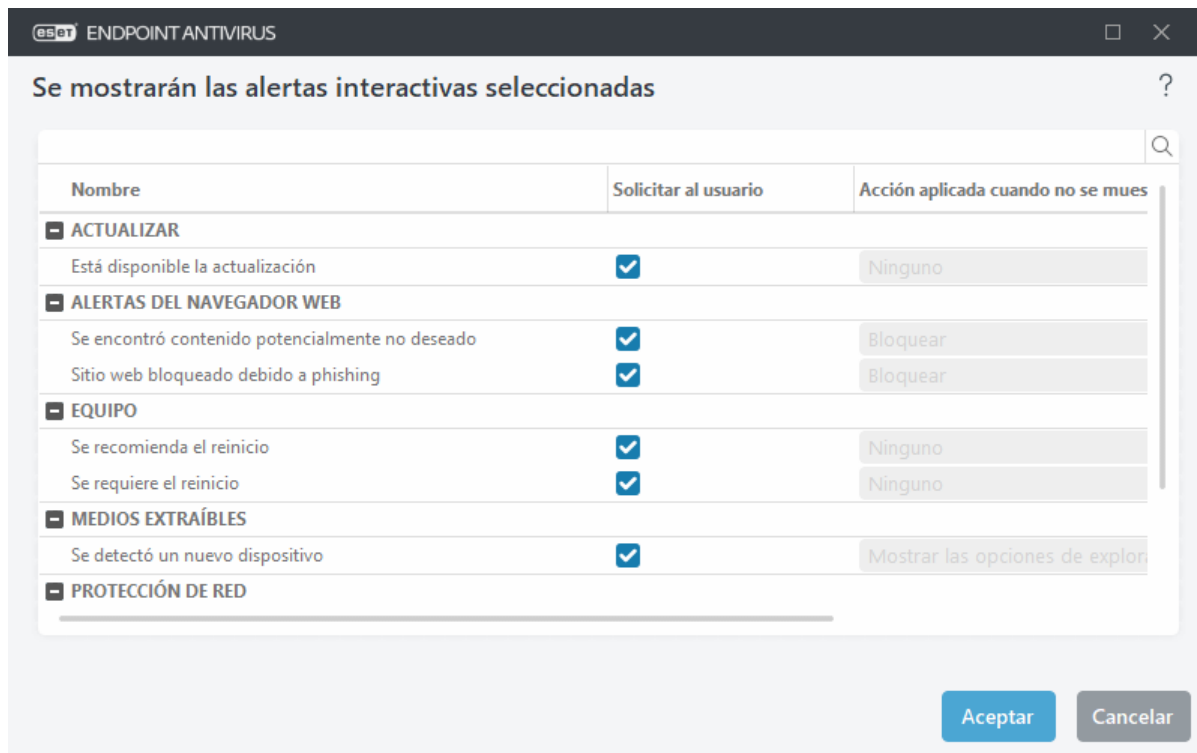 eset ENDPOINT ANTIVIRUS
Se mostrarán las alertas interactivas seleccionadas
?
Nombre Solicitar al usuario Acción aplicada cuando no se mues
ACTUALIZAR
Está disponible la actualización Ninguno
ALERTAS DEL NAVEGADOR WEB
Se encontró contenido potencialmente no deseado Bloquear
Sitio web bloqueado debido a phishing Bloquear
EQUIPO
Se recomienda el reinicio Ninguno
Se requiere el reinicio Ninguno
MEDIOS EXTRAÍBLES
Se detectó un nuevo dispositivo Mostrar las opciones de explora
PROTECCIÓN DE RED
Aceptar Cancelar